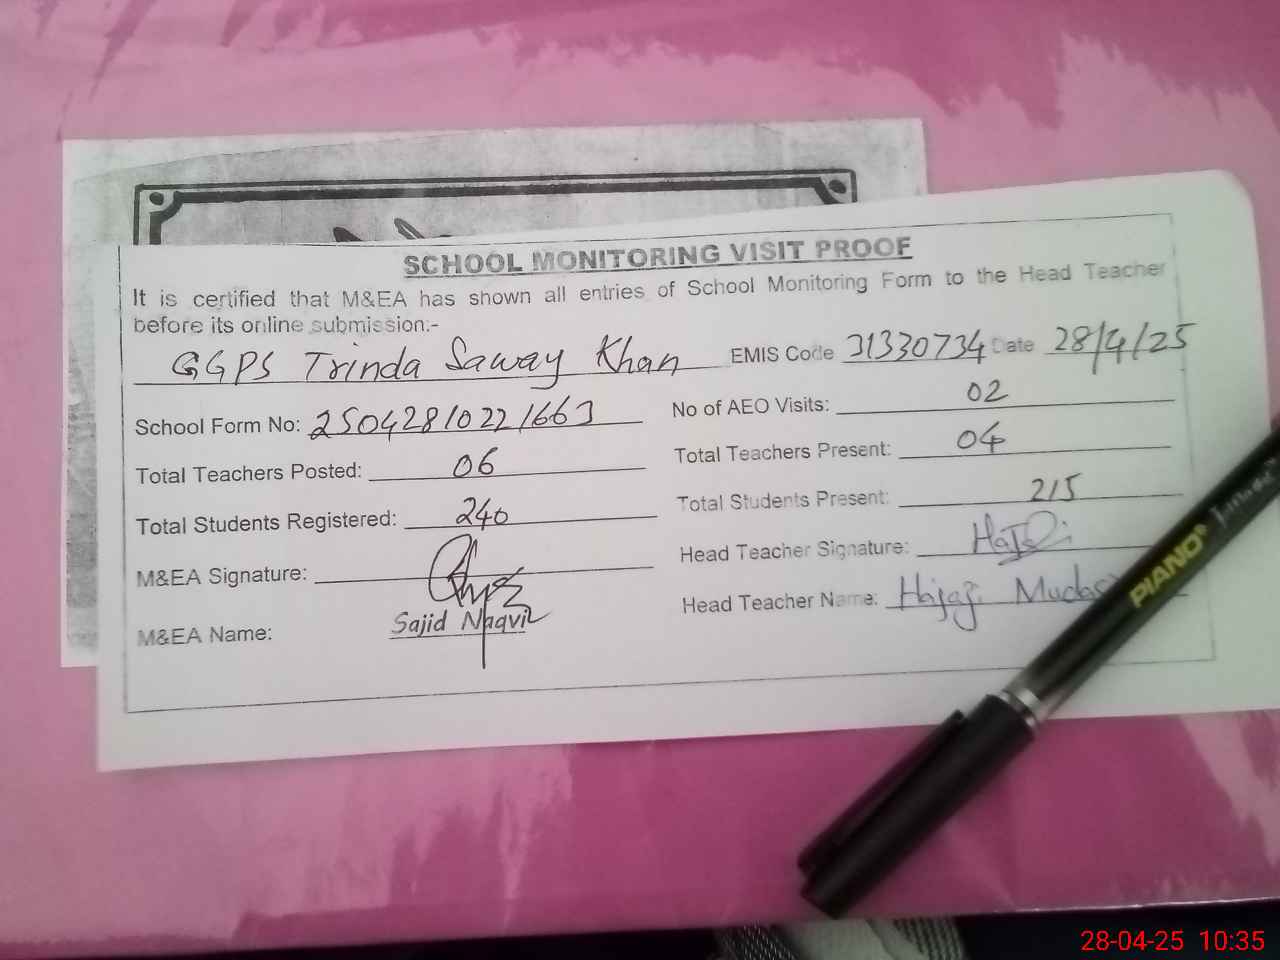 SCHOOL MONITORING VISIT PROOF
It is certified that M&EA has shown all entries of School Monitoring Form to the Head Teacher
before its online submission:-
GGPS Trinda Saway Khan EMIS Code 31330734 Date 28/4/25
School Form No: 25042810221663 No of AEO Visits: 02
Total Teachers Posted: 06 Total Teachers Present: 04
Total Students Registered: 240 Total Students Present: 215
M&EA Signature: Head Teacher Signature:
M&EA Name: Sajid Naqvi Head Teacher Name:
PIANO
28-04-25 10:35